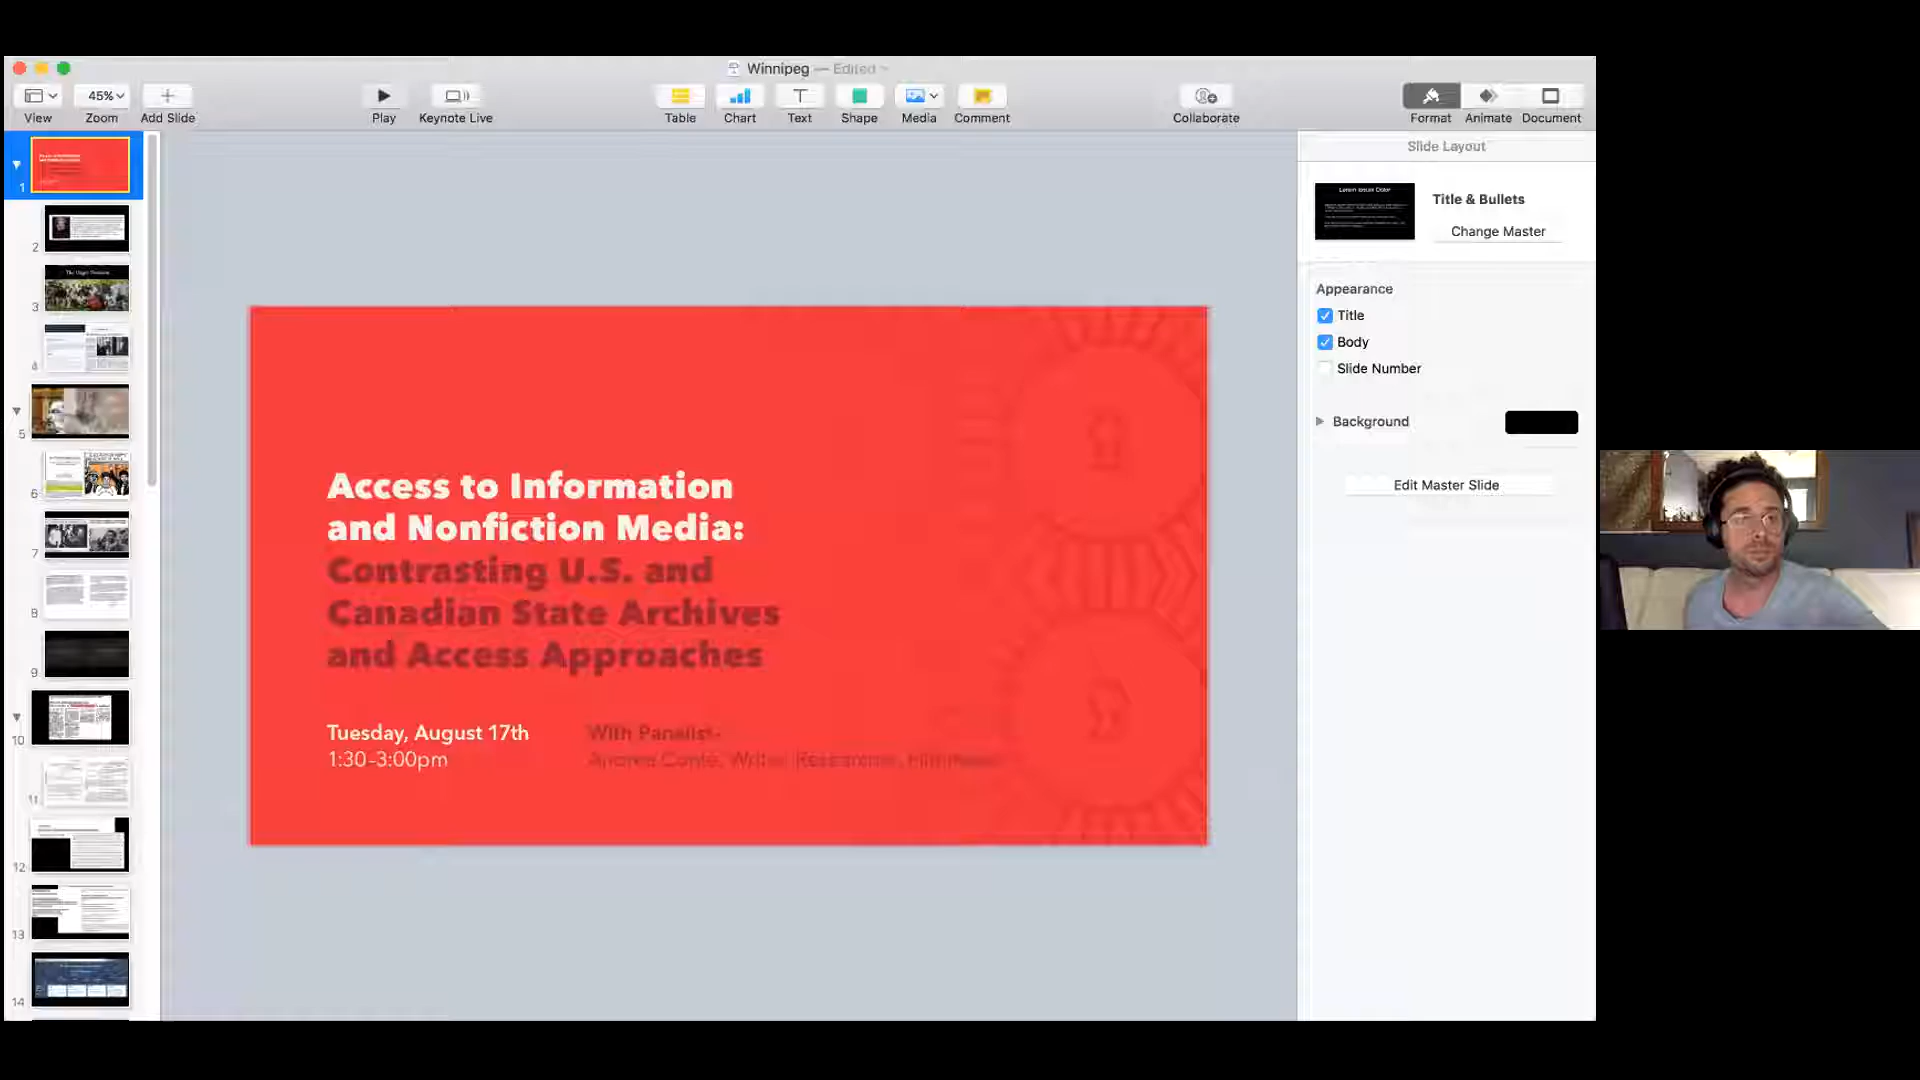 Winnipeg — Edited
View
45%
Zoom
Add Slide
Play
Keynote Live
Table
Chart
Text
Shape
Media
Comment
Collaborate
Format
Animate
Document
1
2
3
4
5
6
7
8
9
10
11
12
13
14
Access to Information
and Nonfiction Media:
Contrasting U.S. and
Canadian State Archives
and Access Approaches
Tuesday, August 17th
1:30-3:00pm
With Panelist
Slide Layout
Title & Bullets
Change Master
Appearance
Title
Body
Slide Number
Background
Edit Master Slide